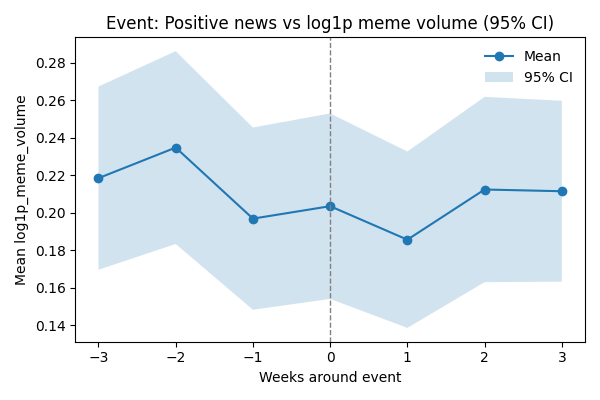 Event: Positive news vs log1p meme volume (95% CI)
Mean
95% CI
Mean log1p_meme_volume
0.28
0.26
0.24
0.22
0.20
0.18
0.16
0.14
−3 −2 −1 0 1 2 3
Weeks around event